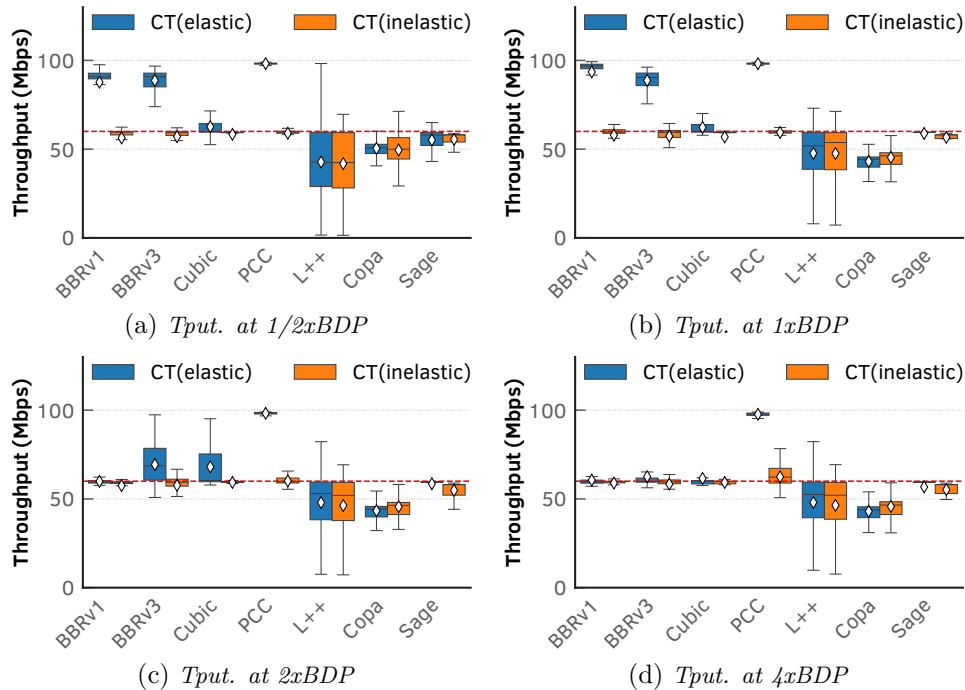 CT(elastic) CT(inelastic)
Throughput (Mbps)
100
50
0
BBRv1 BBRv3 Cubic PCC L++ Copa Sage
(a) Tput. at 1/2xBDP
CT(elastic) CT(inelastic)
Throughput (Mbps)
100
50
0
BBRv1 BBRv3 Cubic PCC L++ Copa Sage
(b) Tput. at 1xBDP
CT(elastic) CT(inelastic)
Throughput (Mbps)
100
50
0
BBRv1 BBRv3 Cubic PCC L++ Copa Sage
(c) Tput. at 2xBDP
CT(elastic) CT(inelastic)
Throughput (Mbps)
100
50
0
BBRv1 BBRv3 Cubic PCC L++ Copa Sage
(d) Tput. at 4xBDP